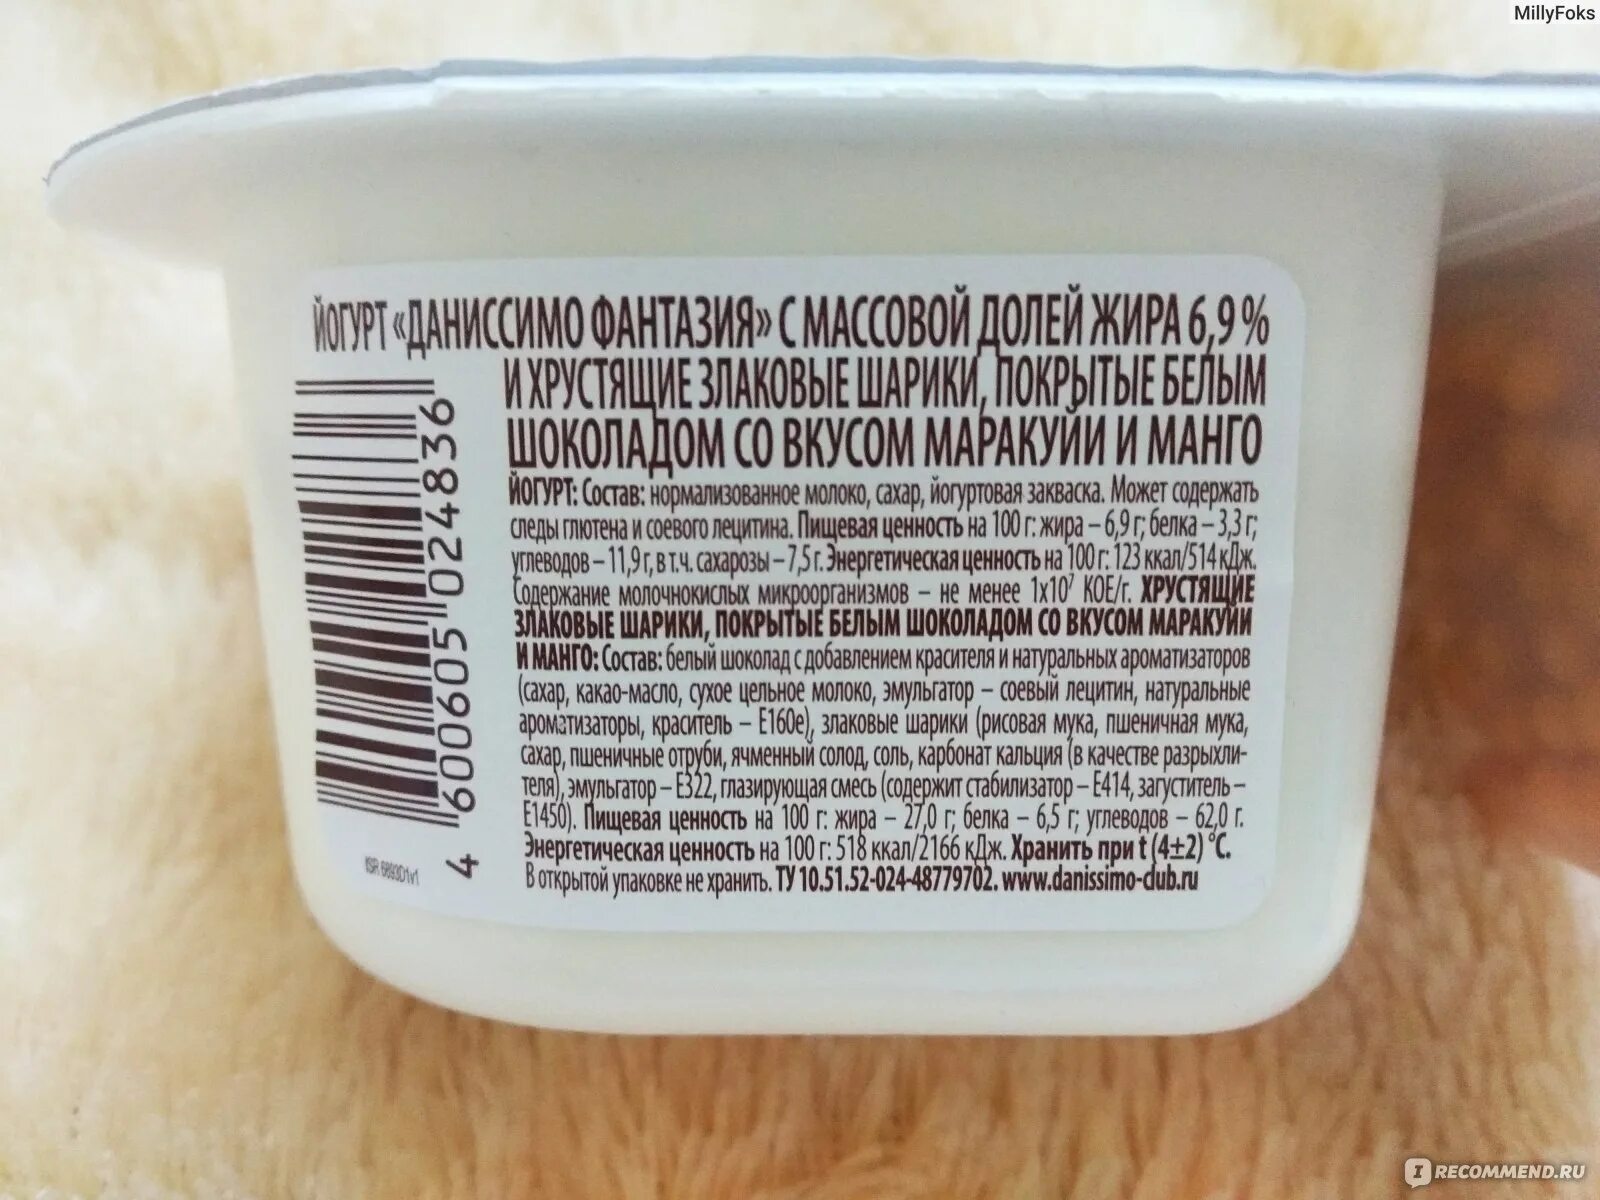 MillyFoks
ЙОГУРТ «ДАНИССИМО ФАНТАЗИЯ» С МАССОВОЙ ДОЛЕЙ ЖИРА 6,9 %
И ХРУСТЯЩИЕ ЗЛАКОВЫЕ ШАРИКИ, ПОКРЫТЫЕ БЕЛЫМ
ШОКОЛАДОМ СО ВКУСОМ МАРАКУЙИ И МАНГО
ЙОГУРТ: Состав: нормализованное молоко, сахар, йогуртовая закваска. Может содержать
следы глютена и соевого лецитина. Пищевая ценность на 100 г: жира – 6,9 г; белка – 3,3 г;
углеводов – 11,9 г, в т.ч. сахарозы – 7,5 г. Энергетическая ценность на 100 г: 123 ккал/514 кДж.
Содержание молочнокислых микроорганизмов – не менее 1x10⁷ КОЕ/г. ХРУСТЯЩИЕ
ЗЛАКОВЫЕ ШАРИКИ, ПОКРЫТЫЕ БЕЛЫМ ШОКОЛАДОМ СО ВКУСОМ МАРАКУЙИ
И МАНГО: Состав: белый шоколад с добавлением красителя и натуральных ароматизаторов
(сахар, какао-масло, сухое цельное молоко, эмульгатор – соевый лецитин, натуральные
ароматизаторы, краситель – Е160е), злаковые шарики (рисовая мука, пшеничная мука,
сахар, пшеничные отруби, ячменный солод, соль, карбонат кальция (в качестве разрыхли-
теля), эмульгатор – Е322, глазирующая смесь (содержит стабилизатор – Е414, загуститель –
Е1450). Пищевая ценность на 100 г: жира – 27,0 г; белка – 6,5 г; углеводов – 62,0 г.
Энергетическая ценность на 100 г: 518 ккал/2166 кДж. Хранить при t (4±2) °C.
В открытой упаковке не хранить. ТУ 10.51.52-024-48779702. www.danissimo-club.ru
4 600605 024836
IRECOMMEND.RU